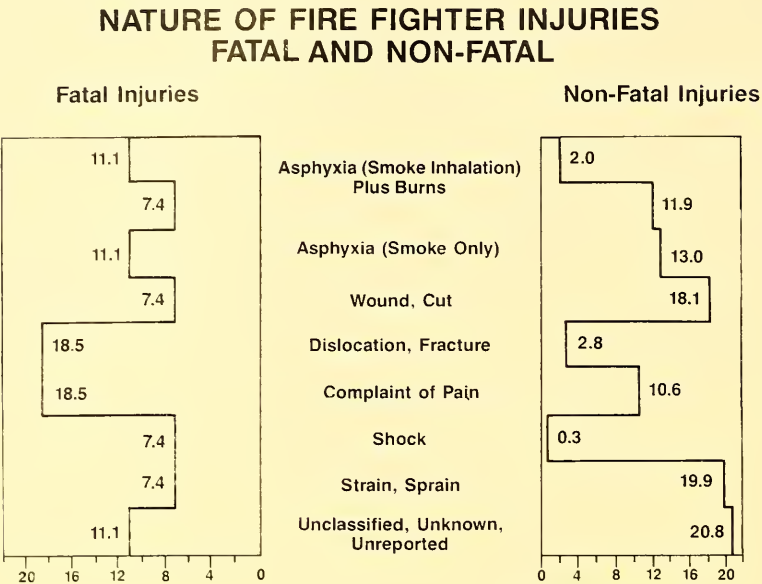 NATURE OF FIRE FIGHTER INJURIES
FATAL AND NON-FATAL
Fatal Injuries
Non-Fatal Injuries
11.1
Asphyxia (Smoke Inhalation)
Plus Burns
2.0
7.4
11.9
11.1
Asphyxia (Smoke Only)
13.0
7.4
Wound, Cut
18.1
18.5
Dislocation, Fracture
2.8
18.5
Complaint of Pain
10.6
7.4
Shock
0.3
7.4
Strain, Sprain
19.9
11.1
Unclassified, Unknown,
Unreported
20.8
20 16 12 8 4 0
0 4 8 12 16 20